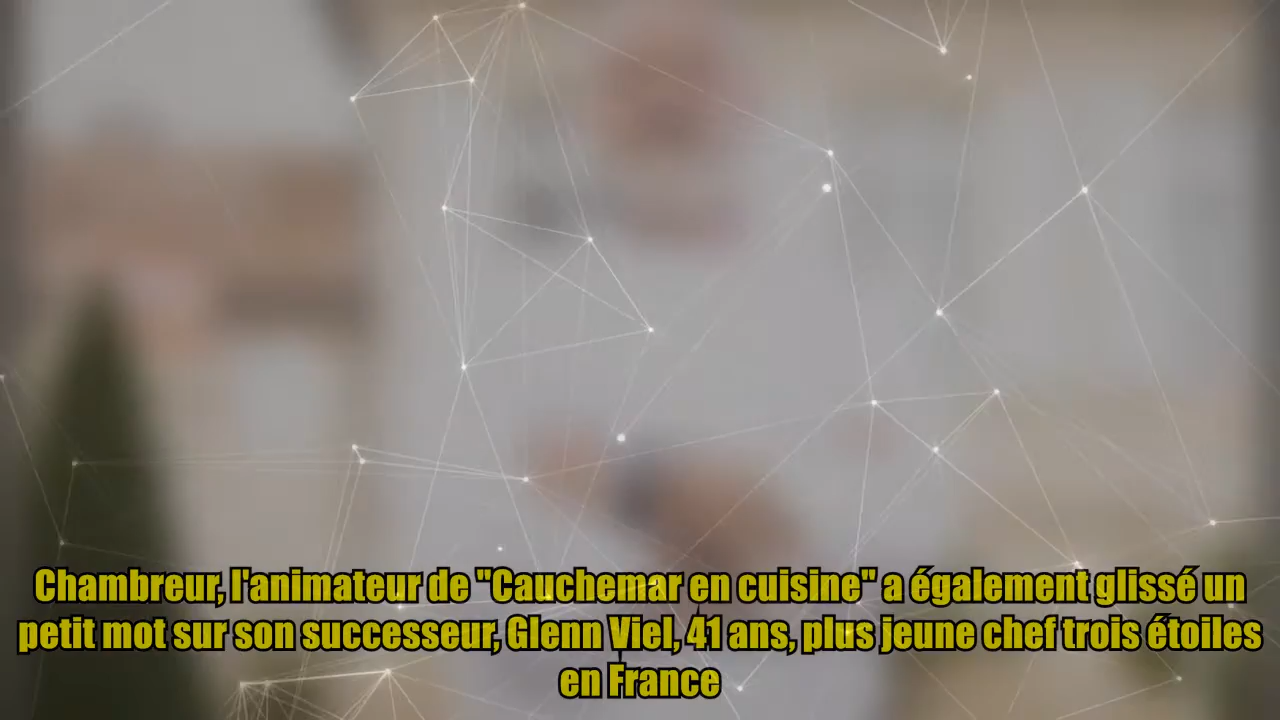 Chambreur, l'animateur de "Cauchemar en cuisine" a également glissé un
petit mot sur son successeur, Glenn Viel, 41 ans, plus jeune chef trois étoiles
en France